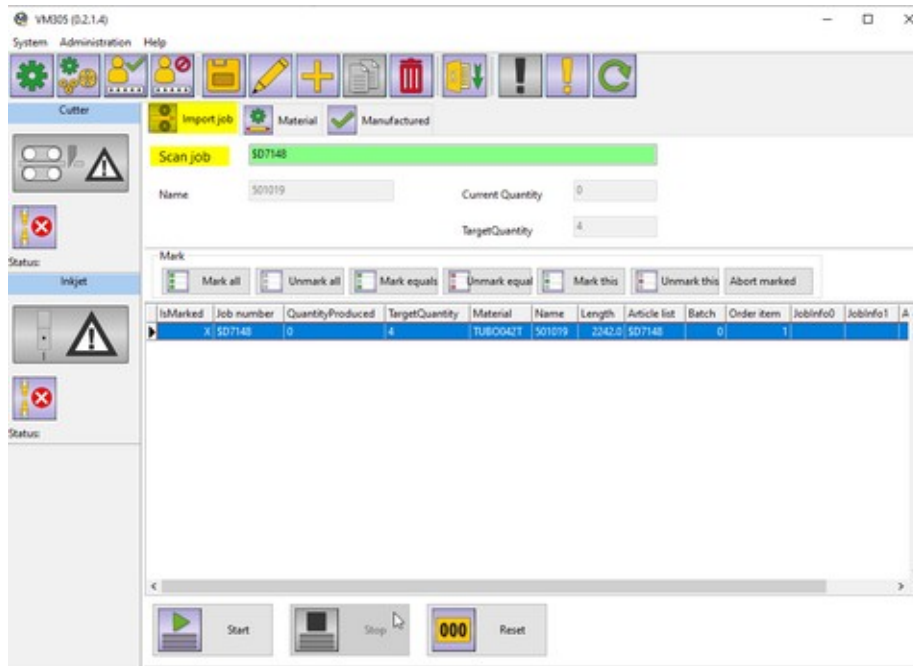 VM305 (0.2.1.4)
System Administration Help
Cutter
Import job Material Manufactured
Scan job $D7148
Name 501019 Current Quantity 0
TargetQuantity 4
Status:
Mark
Inkjet
Mark all Unmark all Mark equals Unmark equal Mark this Unmark this Abort marked
IsMarked Job number QuantityProduced TargetQuantity Material Name Length Article list Batch Order item JobInfo0 JobInfo1 A
X $D7148 0 4 TUBO042T 501019 2242.0 $D7148 0 1
Status:
Start Stop 000 Reset